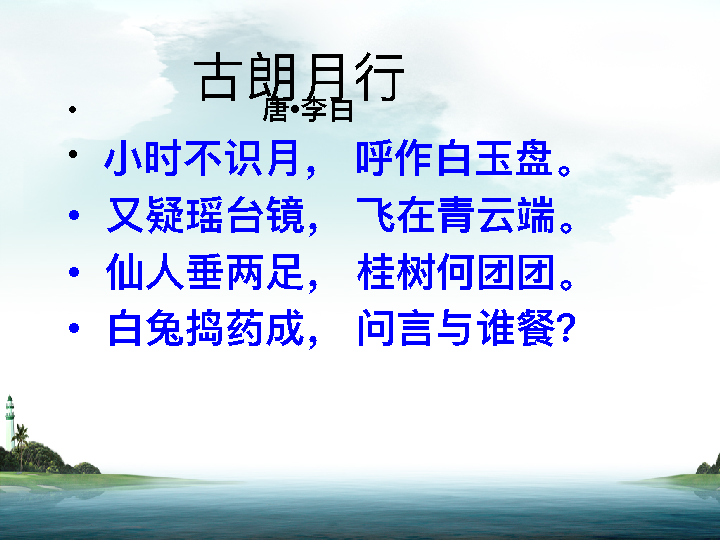 古朗月行
• 唐•李白
• 小时不识月， 呼作白玉盘。
• 又疑瑶台镜， 飞在青云端。
• 仙人垂两足， 桂树何团团。
• 白兔捣药成， 问言与谁餐？